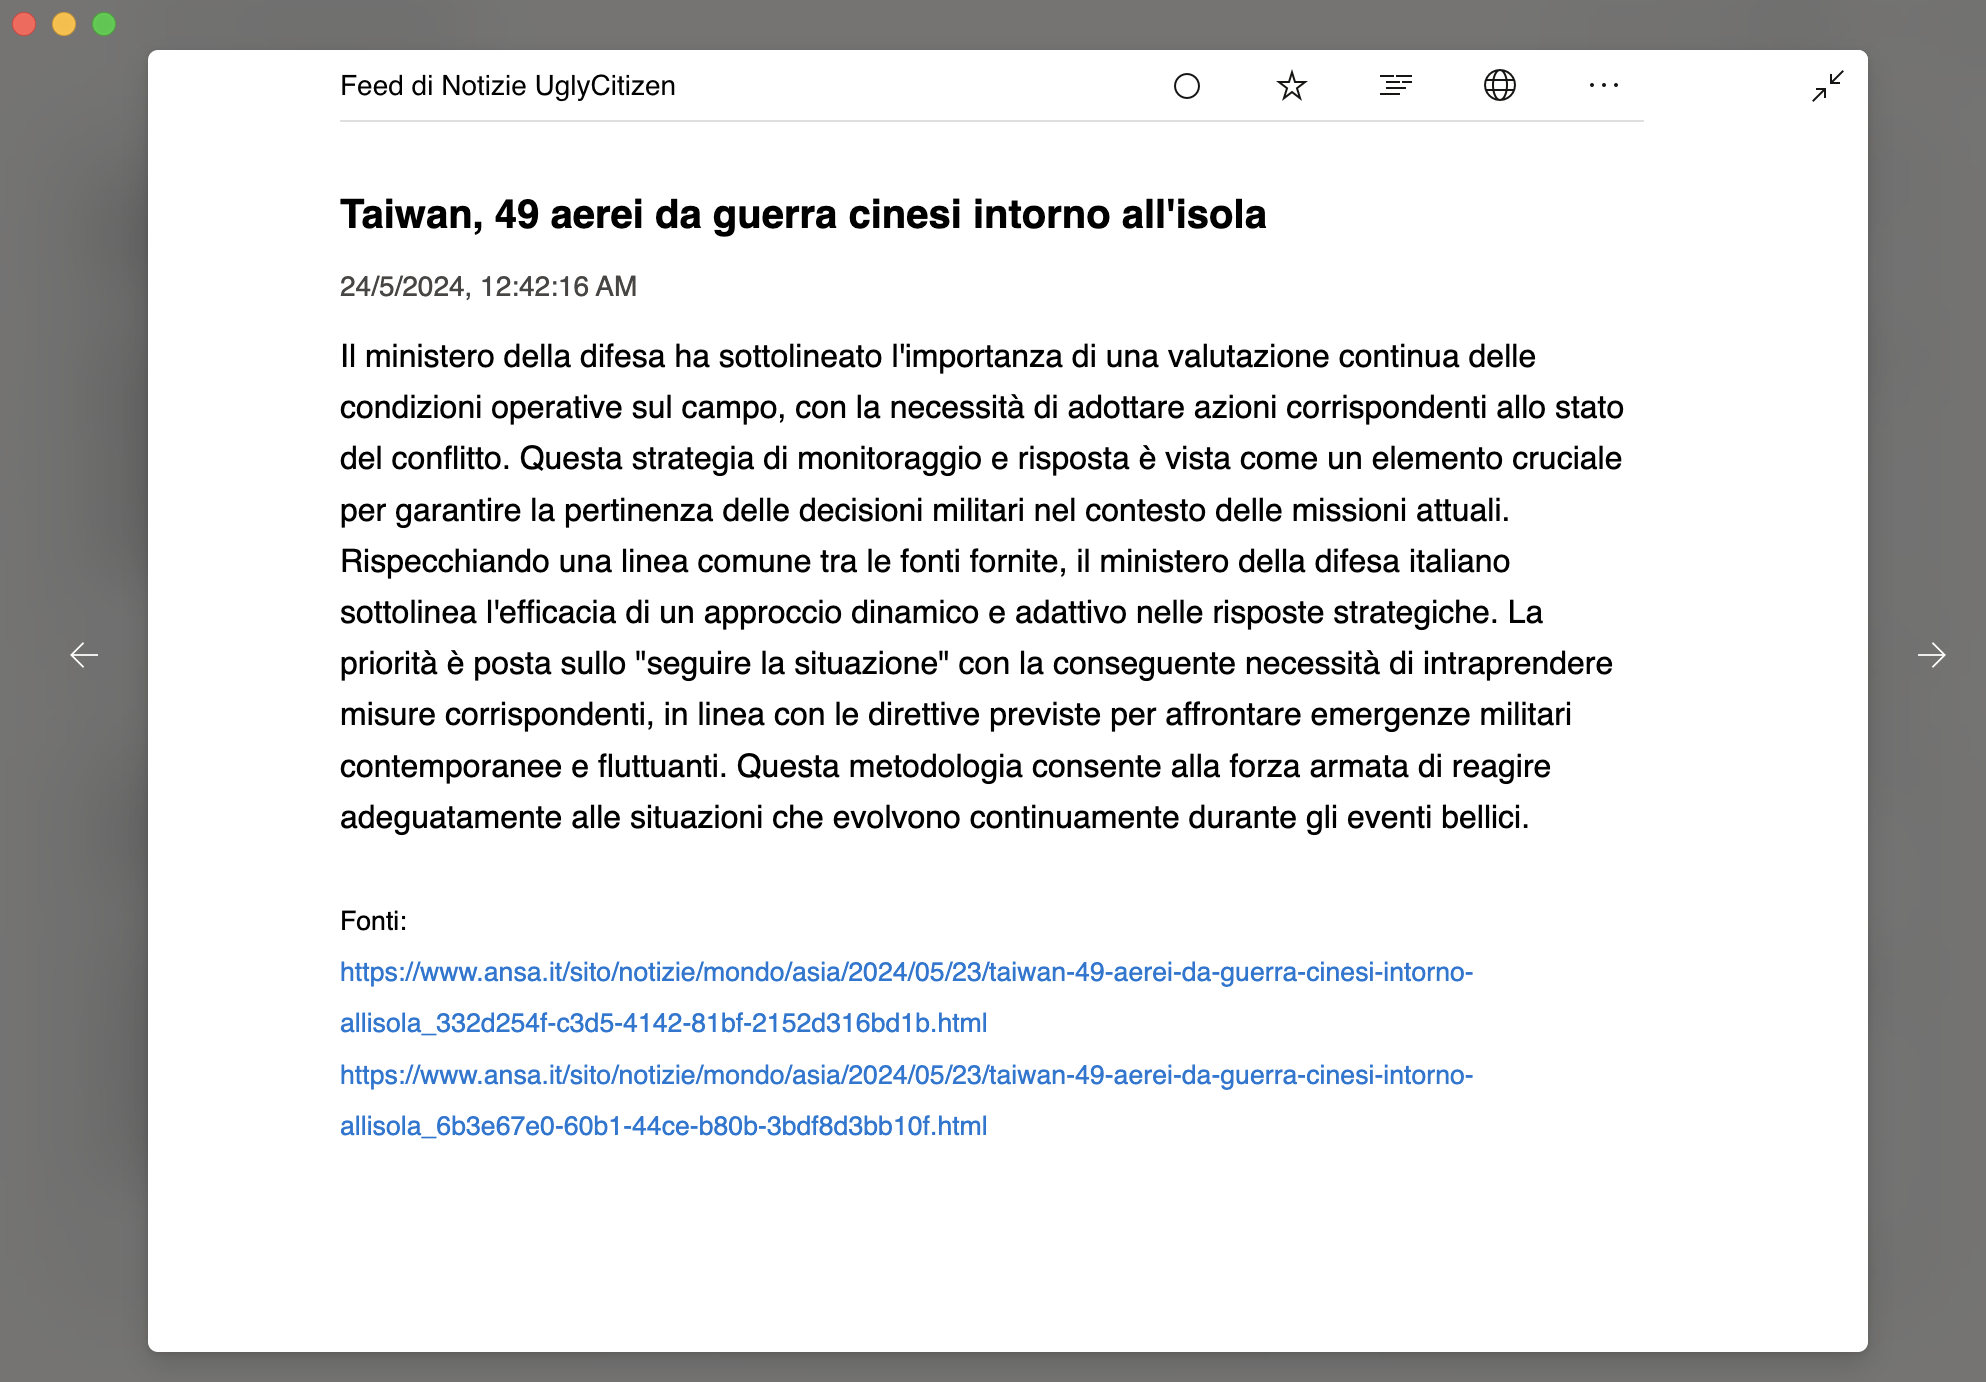 Feed di Notizie UglyCitizen
Taiwan, 49 aerei da guerra cinesi intorno all'isola
24/5/2024, 12:42:16 AM
Il ministero della difesa ha sottolineato l'importanza di una valutazione continua delle
condizioni operative sul campo, con la necessità di adottare azioni corrispondenti allo stato
del conflitto. Questa strategia di monitoraggio e risposta è vista come un elemento cruciale
per garantire la pertinenza delle decisioni militari nel contesto delle missioni attuali.
Rispecchiando una linea comune tra le fonti fornite, il ministero della difesa italiano
sottolinea l'efficacia di un approccio dinamico e adattivo nelle risposte strategiche. La
priorità è posta sullo "seguire la situazione" con la conseguente necessità di intraprendere
misure corrispondenti, in linea con le direttive previste per affrontare emergenze militari
contemporanee e fluttuanti. Questa metodologia consente alla forza armata di reagire
adeguatamente alle situazioni che evolvono continuamente durante gli eventi bellici.
Fonti:
https://www.ansa.it/sito/notizie/mondo/asia/2024/05/23/taiwan-49-aerei-da-guerra-cinesi-intorno-
allisola_332d254f-c3d5-4142-81bf-2152d316bd1b.html
https://www.ansa.it/sito/notizie/mondo/asia/2024/05/23/taiwan-49-aerei-da-guerra-cinesi-intorno-
allisola_6b3e67e0-60b1-44ce-b80b-3bdf8d3bb10f.html